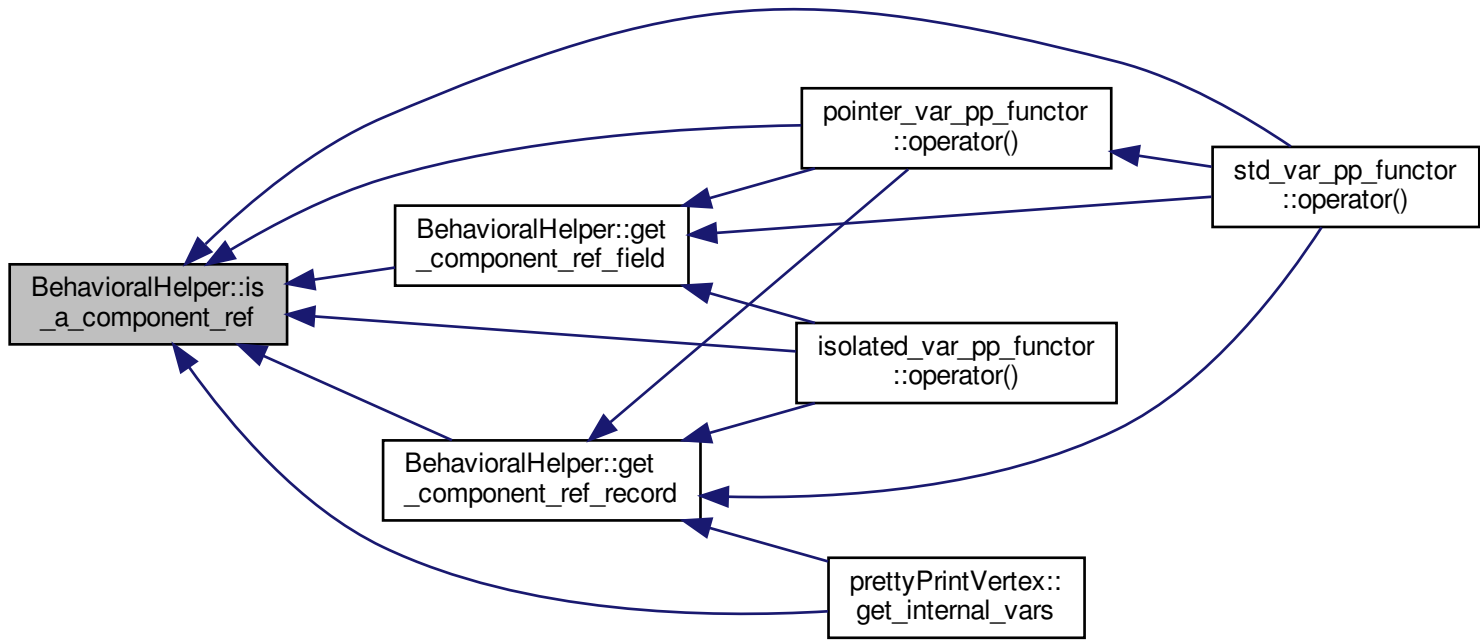 BehavioralHelper::is
_a_component_ref
BehavioralHelper::get
_component_ref_field
BehavioralHelper::get
_component_ref_record
pointer_var_pp_functor
::operator()
isolated_var_pp_functor
::operator()
prettyPrintVertex::
get_internal_vars
std_var_pp_functor
::operator()